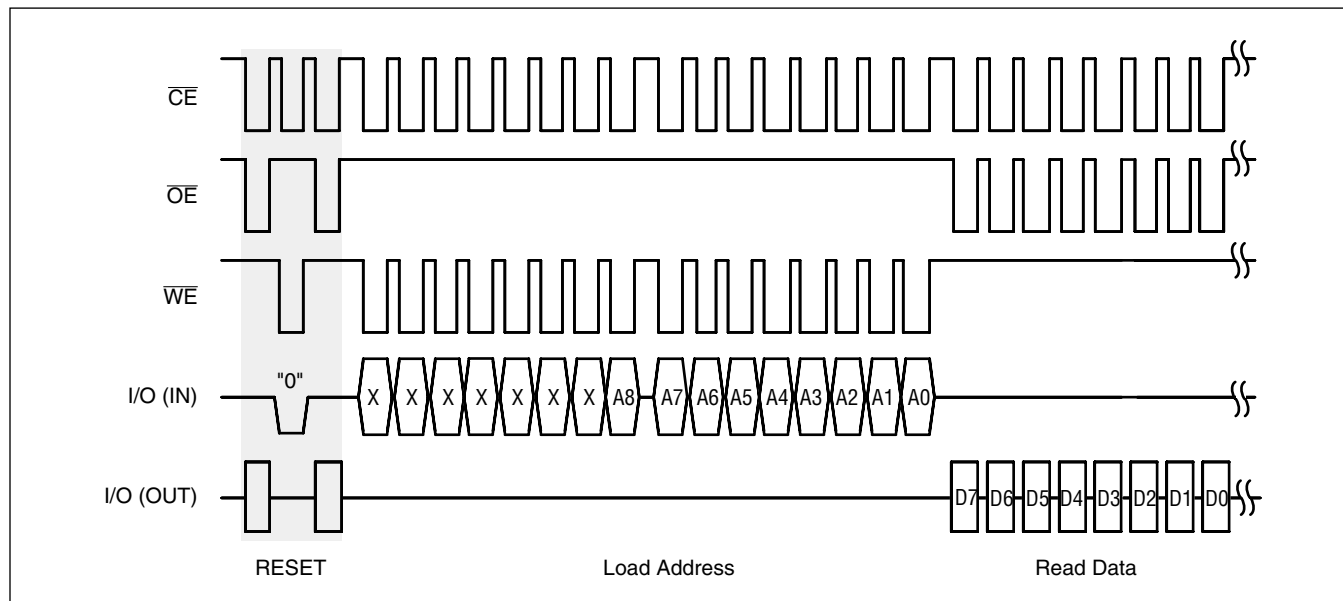 CE
OE
WE
I/O (IN) "0" X X X X X X X A8 A7 A6 A5 A4 A3 A2 A1 A0
I/O (OUT) D7 D6 D5 D4 D3 D2 D1 D0
RESET Load Address Read Data